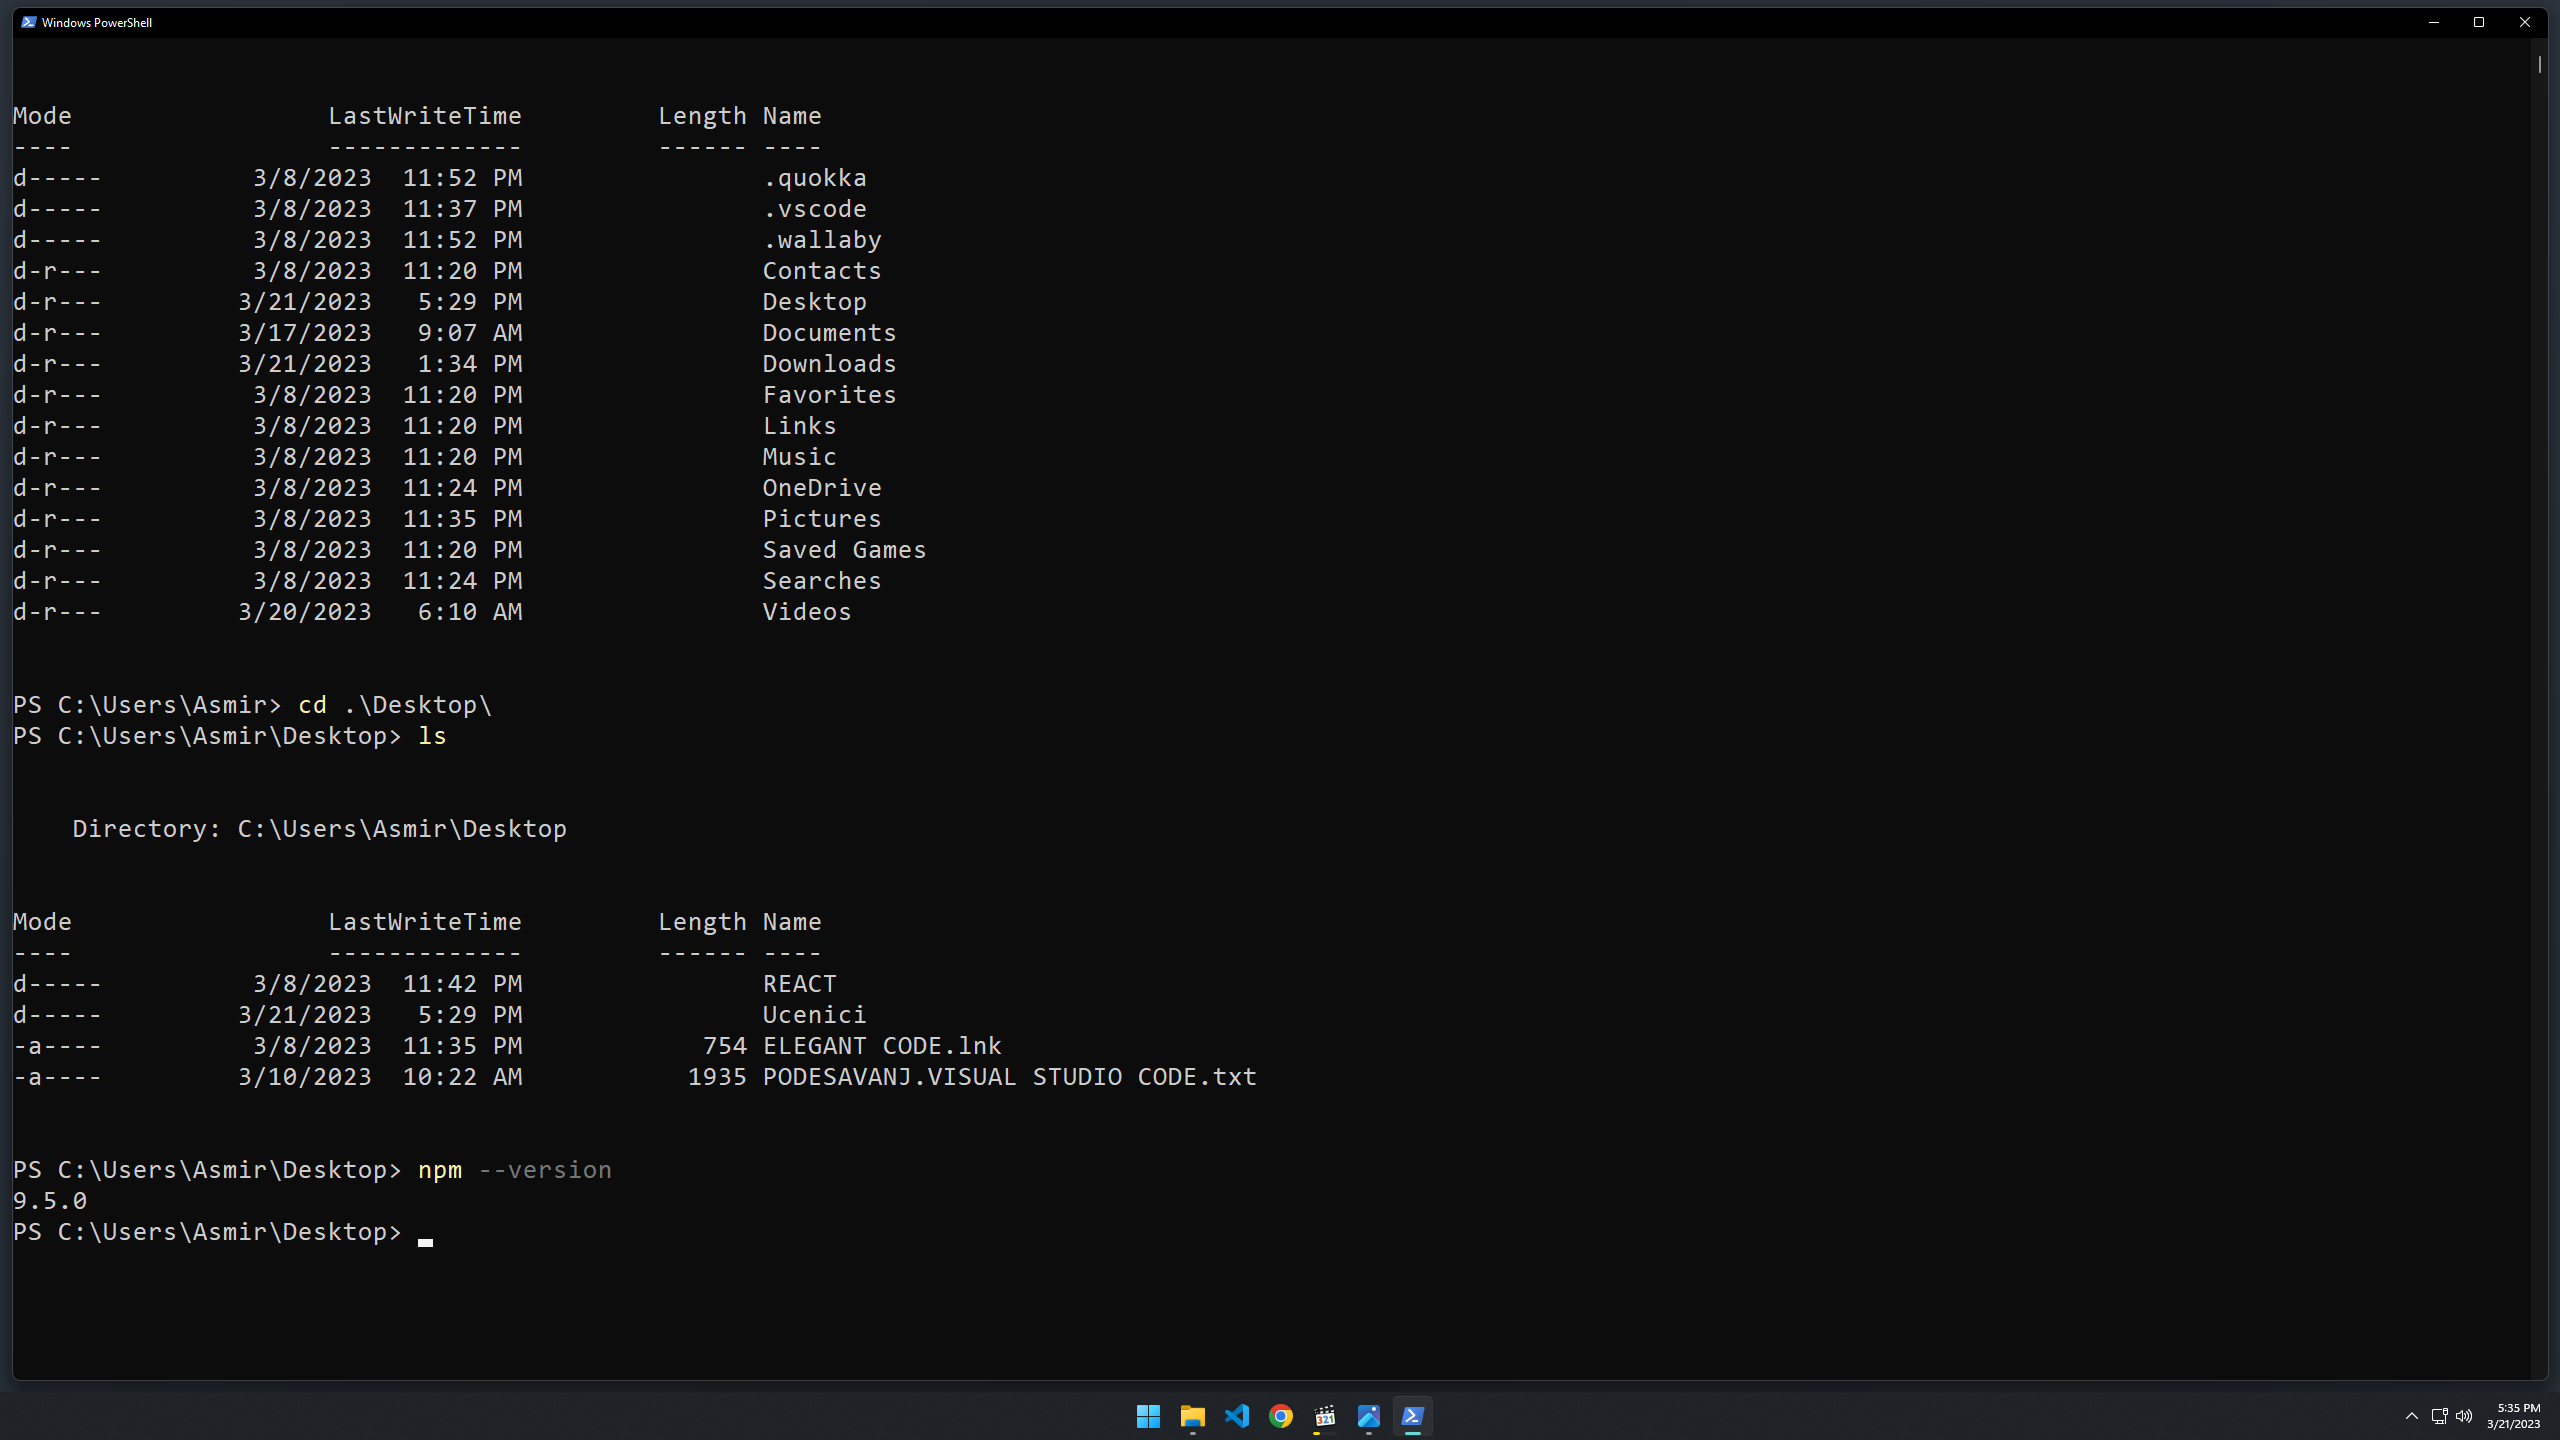 Windows PowerShell
Mode                 LastWriteTime         Length Name
----                 -------------         ------ ----
d-----          3/8/2023  11:52 PM                .quokka
d-----          3/8/2023  11:37 PM                .vscode
d-----          3/8/2023  11:52 PM                .wallaby
d-r---          3/8/2023  11:20 PM                Contacts
d-r---         3/21/2023   5:29 PM                Desktop
d-r---         3/17/2023   9:07 AM                Documents
d-r---         3/21/2023   1:34 PM                Downloads
d-r---          3/8/2023  11:20 PM                Favorites
d-r---          3/8/2023  11:20 PM                Links
d-r---          3/8/2023  11:20 PM                Music
d-r---          3/8/2023  11:24 PM                OneDrive
d-r---          3/8/2023  11:35 PM                Pictures
d-r---          3/8/2023  11:20 PM                Saved Games
d-r---          3/8/2023  11:24 PM                Searches
d-r---         3/20/2023   6:10 AM                Videos
PS C:\Users\Asmir> cd .\Desktop\
PS C:\Users\Asmir\Desktop> ls
    Directory: C:\Users\Asmir\Desktop
Mode                 LastWriteTime         Length Name
----                 -------------         ------ ----
d-----          3/8/2023  11:42 PM                REACT
d-----         3/21/2023   5:29 PM                Ucenici
-a----          3/8/2023  11:35 PM            754 ELEGANT CODE.lnk
-a----         3/10/2023  10:22 AM           1935 PODESAVANJ.VISUAL STUDIO CODE.txt
PS C:\Users\Asmir\Desktop> npm --version
9.5.0
PS C:\Users\Asmir\Desktop>
321
5:35 PM
3/21/2023